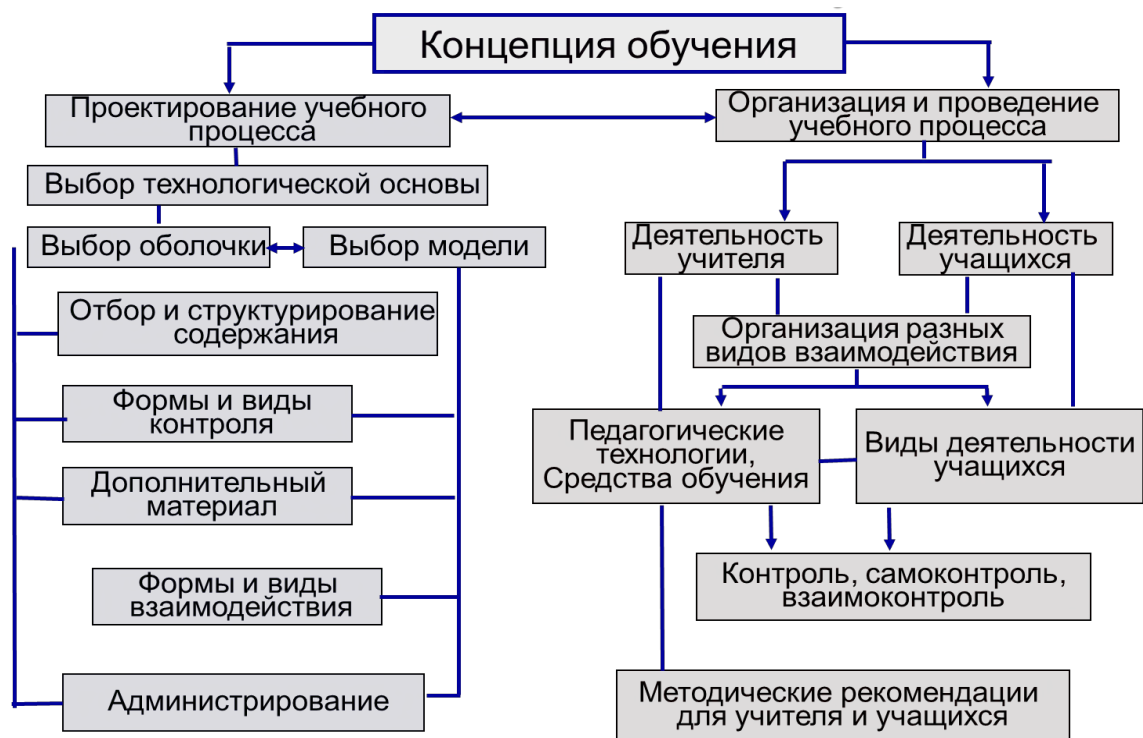 Концепция обучения
Проектирование учебного
процесса
Организация и проведение
учебного процесса
Выбор технологической основы
Выбор оболочки
Выбор модели
Деятельность
учителя
Деятельность
учащихся
Отбор и структурирование
содержания
Организация разных
видов взаимодействия
Формы и виды
контроля
Педагогические
технологии,
Средства обучения
Виды деятельности
учащихся
Дополнительный
материал
Формы и виды
взаимодействия
Контроль, самоконтроль,
взаимоконтроль
Администрирование
Методические рекомендации
для учителя и учащихся